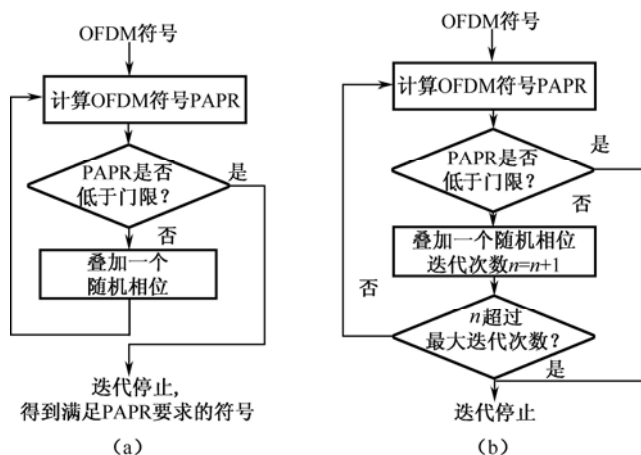 OFDM符号
计算OFDM符号PAPR
PAPR是否
低于门限?
是
否
叠加一个
随机相位
迭代停止,
得到满足PAPR要求的符号
(a)
OFDM符号
计算OFDM符号PAPR
PAPR是否
低于门限?
是
否
叠加一个随机相位
迭代次数n=n+1
否
n超过
最大迭代次数?
是
迭代停止
(b)